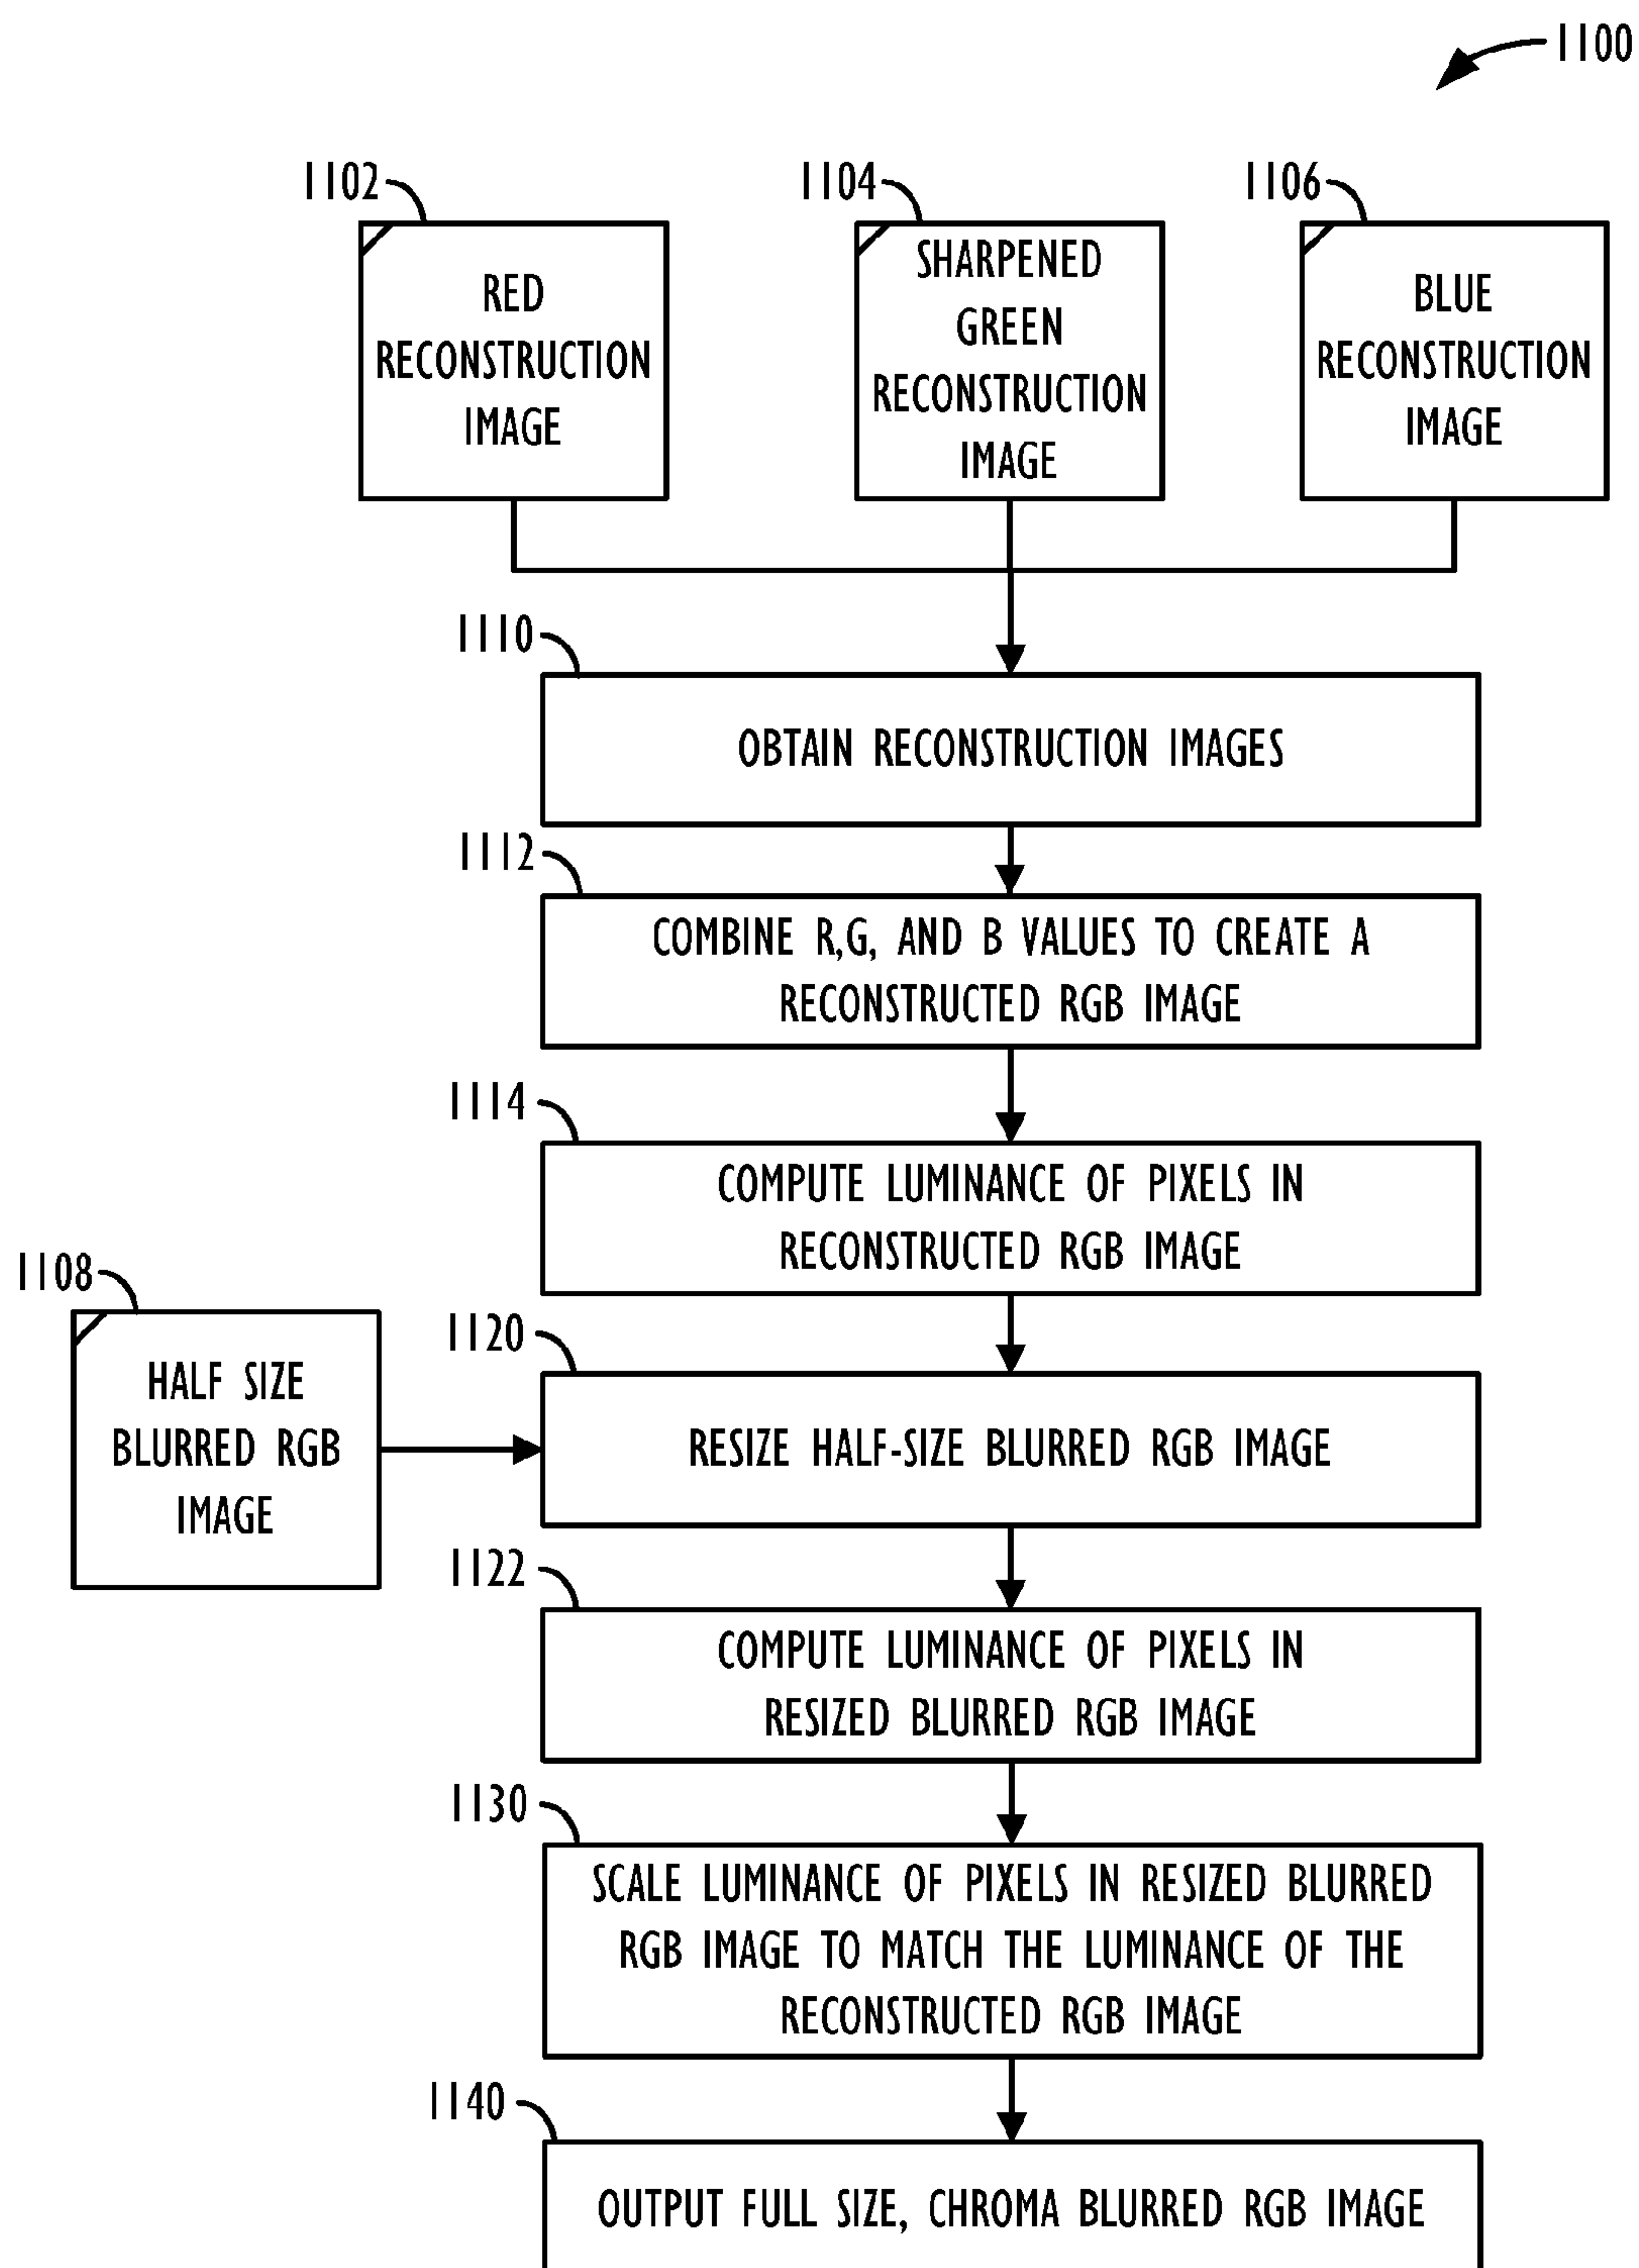 1100
1102
1104
1106
RED
RECONSTRUCTION
IMAGE
SHARPENED
GREEN
RECONSTRUCTION
IMAGE
BLUE
RECONSTRUCTION
IMAGE
1110
OBTAIN RECONSTRUCTION IMAGES
1112
COMBINE R,G, AND B VALUES TO CREATE A
RECONSTRUCTED RGB IMAGE
1114
COMPUTE LUMINANCE OF PIXELS IN
RECONSTRUCTED RGB IMAGE
1108
HALF SIZE
BLURRED RGB
IMAGE
1120
RESIZE HALF-SIZE BLURRED RGB IMAGE
1122
COMPUTE LUMINANCE OF PIXELS IN
RESIZED BLURRED RGB IMAGE
1130
SCALE LUMINANCE OF PIXELS IN RESIZED BLURRED
RGB IMAGE TO MATCH THE LUMINANCE OF THE
RECONSTRUCTED RGB IMAGE
1140
OUTPUT FULL SIZE, CHROMA BLURRED RGB IMAGE